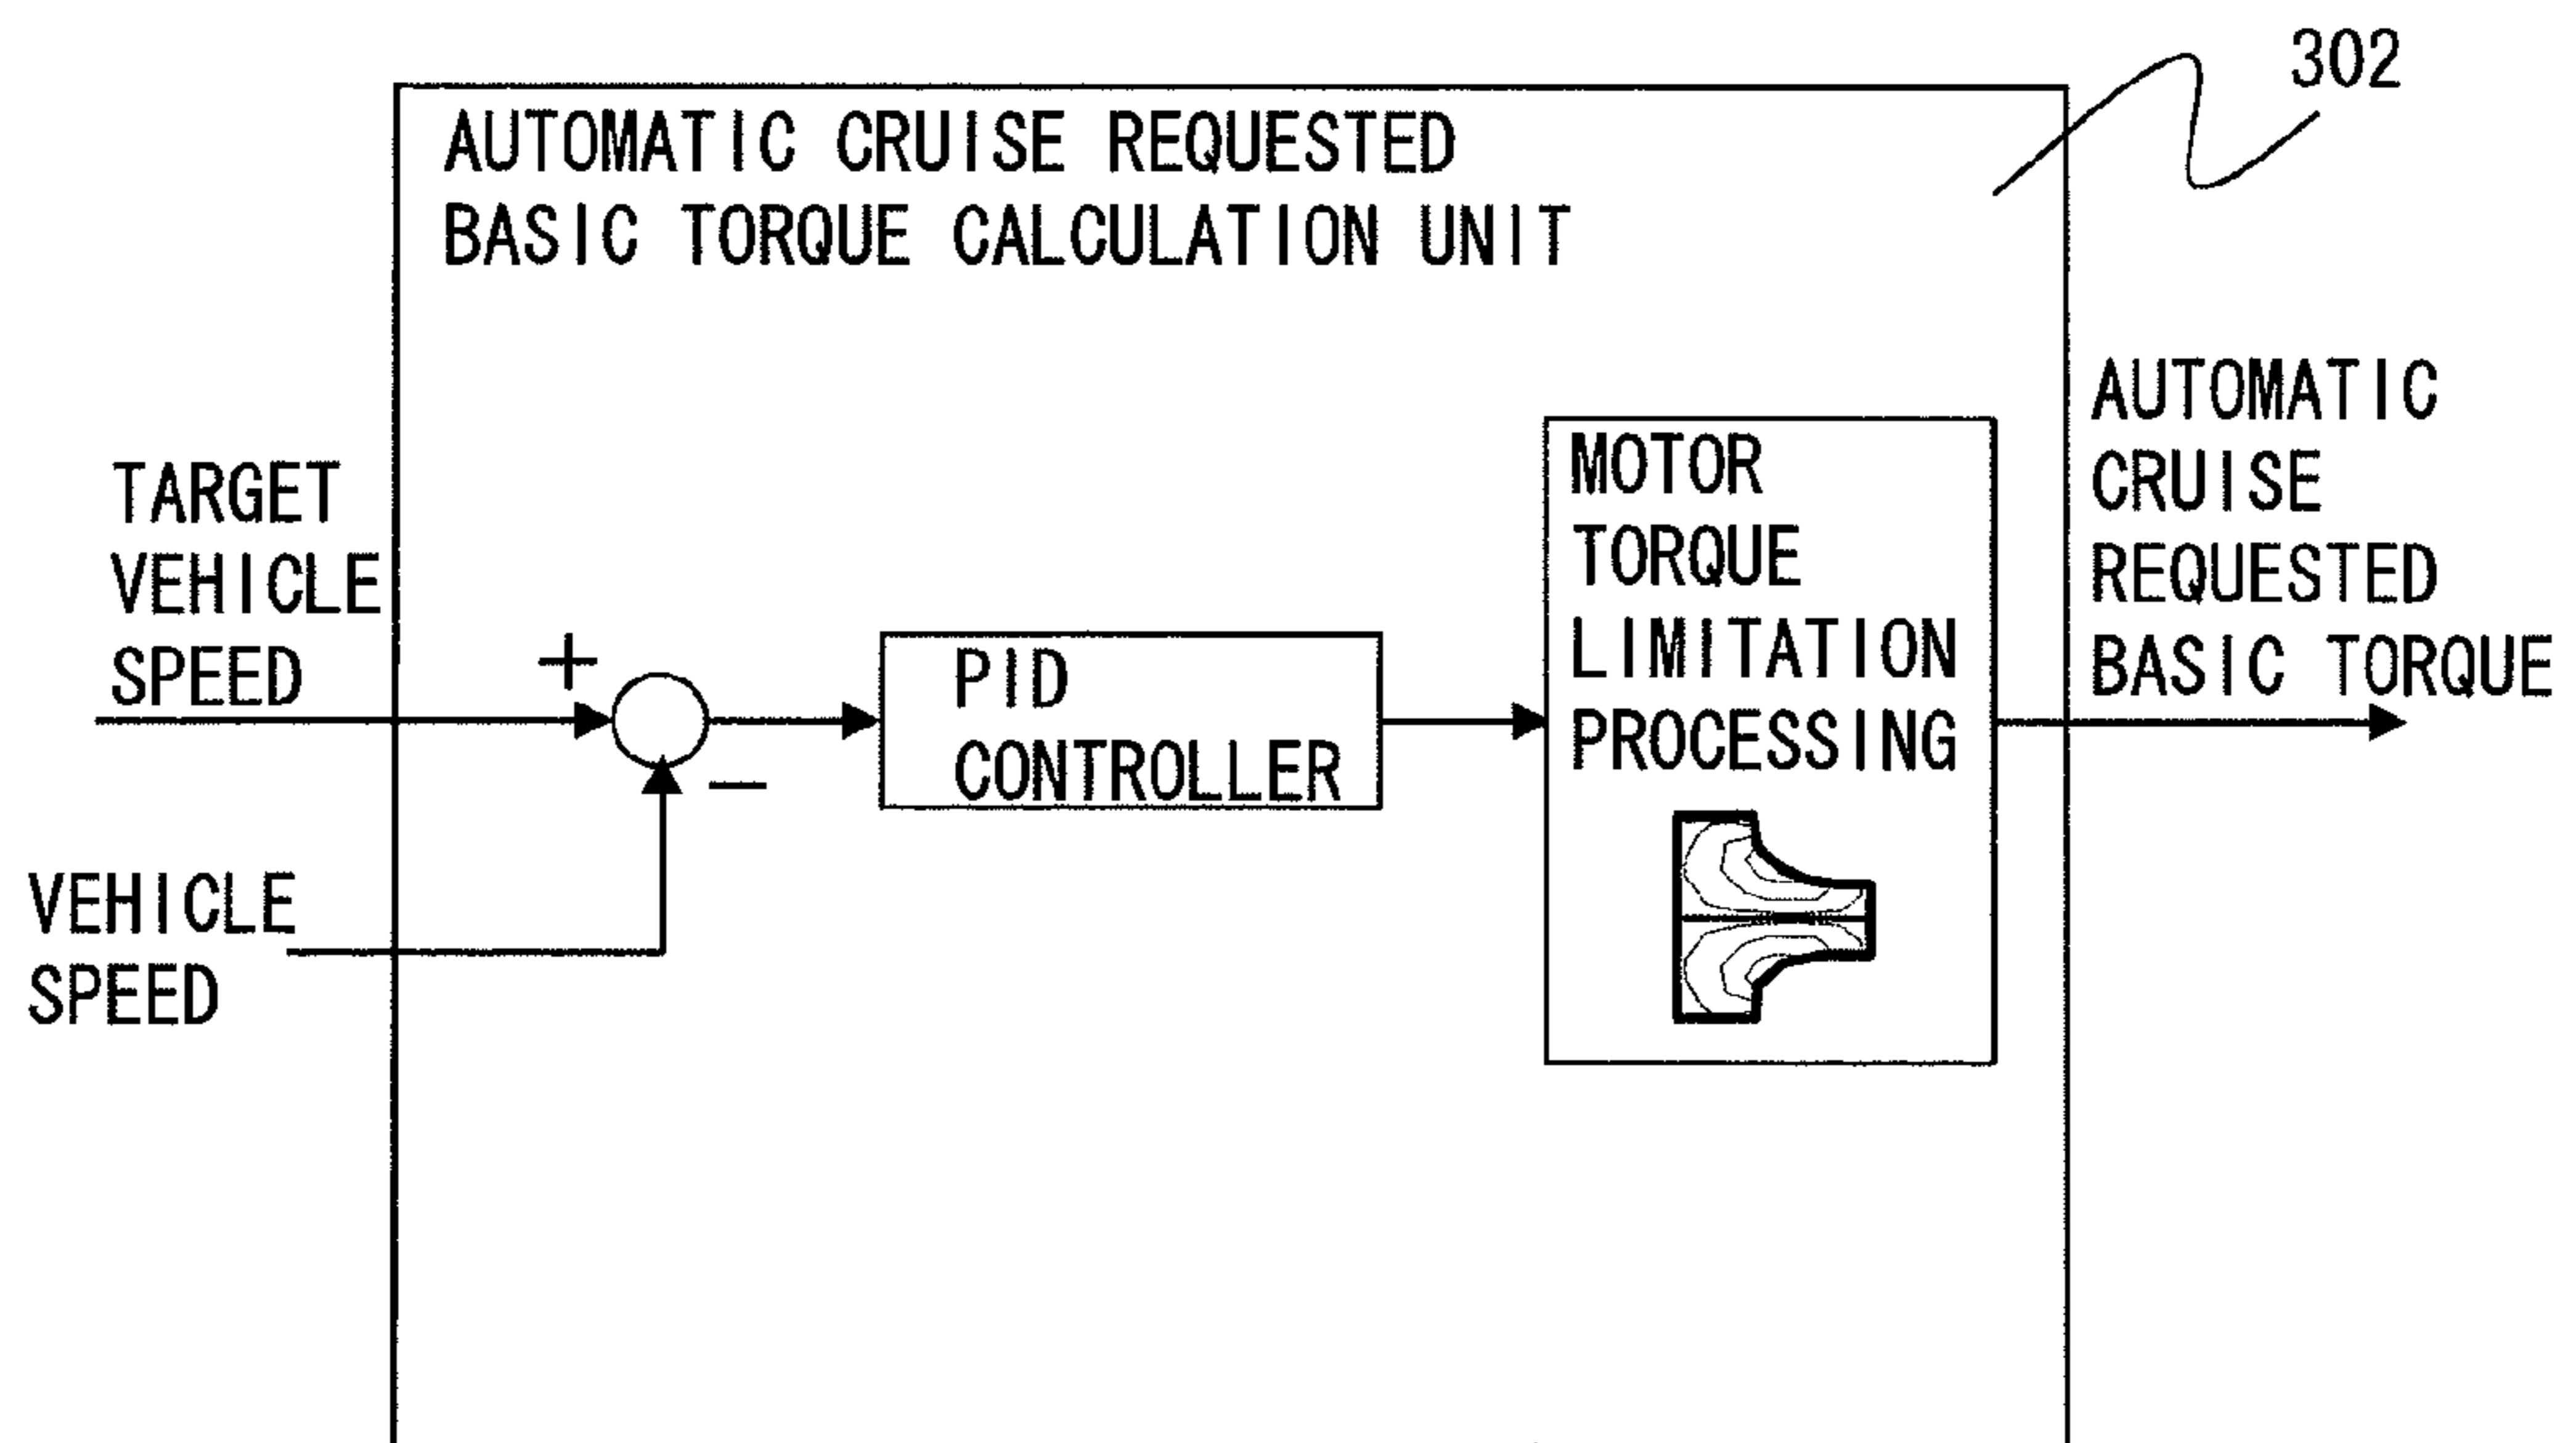 302
AUTOMATIC CRUISE REQUESTED
BASIC TORQUE CALCULATION UNIT
TARGET
VEHICLE
SPEED
+
−
VEHICLE
SPEED
PID
CONTROLLER
MOTOR
TORQUE
LIMITATION
PROCESSING
AUTOMATIC
CRUISE
REQUESTED
BASIC TORQUE